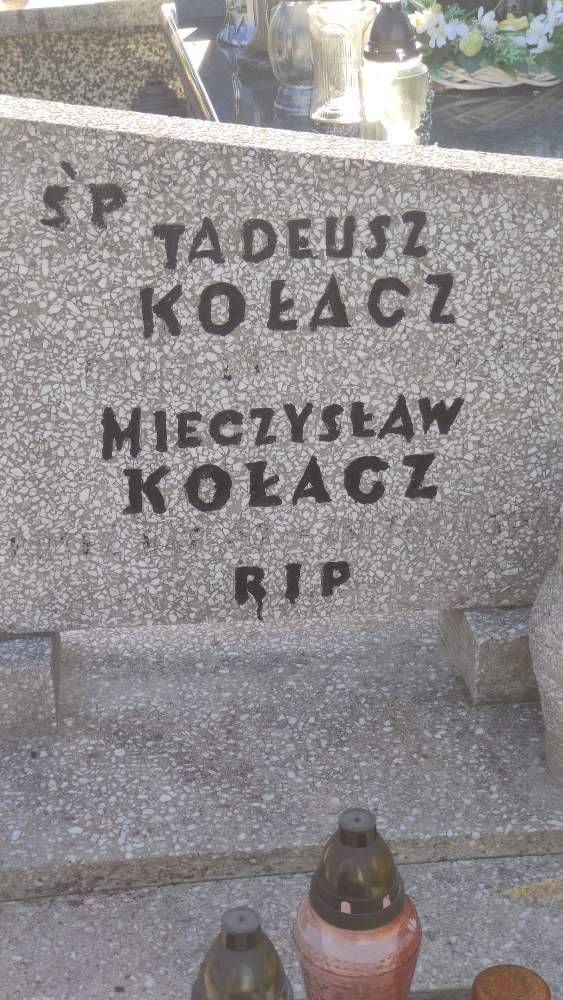 ŚP
TADEUSZ
KOŁACZ
MIECZYSŁAW
KOŁACZ
RIP